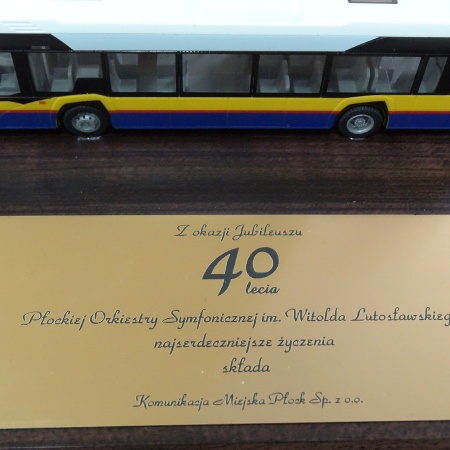 Z okazji Jubileuszu
40
lecia
Płockiej Orkiestry Symfonicznej im. Witolda Lutosławskiego
najserdeczniejsze życzenia
składa
Komunikacja Miejska Płock Sp. z o.o.